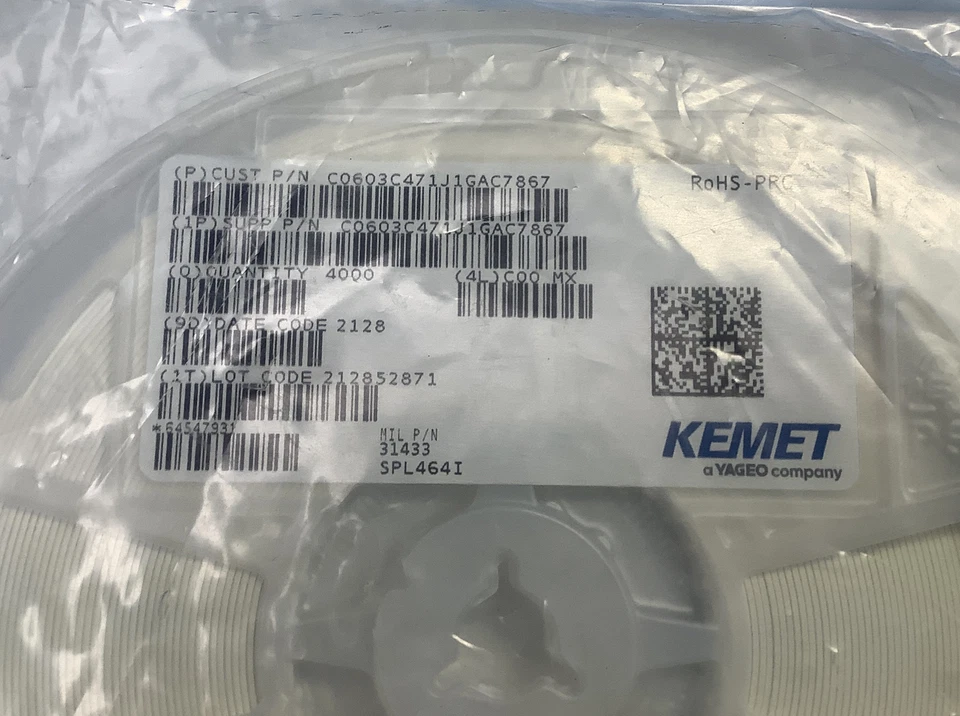 (P)CUST P/N C0603C471J1GAC7867
RoHS-PRC
(1P)SUPP P/N C0603C471J1GAC7867
(Q)QUANTITY 4000
(4L)COO MX
(9D)DATE CODE 2128
(1T)LOT CODE 212852871
*64547931
MIL P/N
31433
SPL464I
KEMET
a YAGEO company